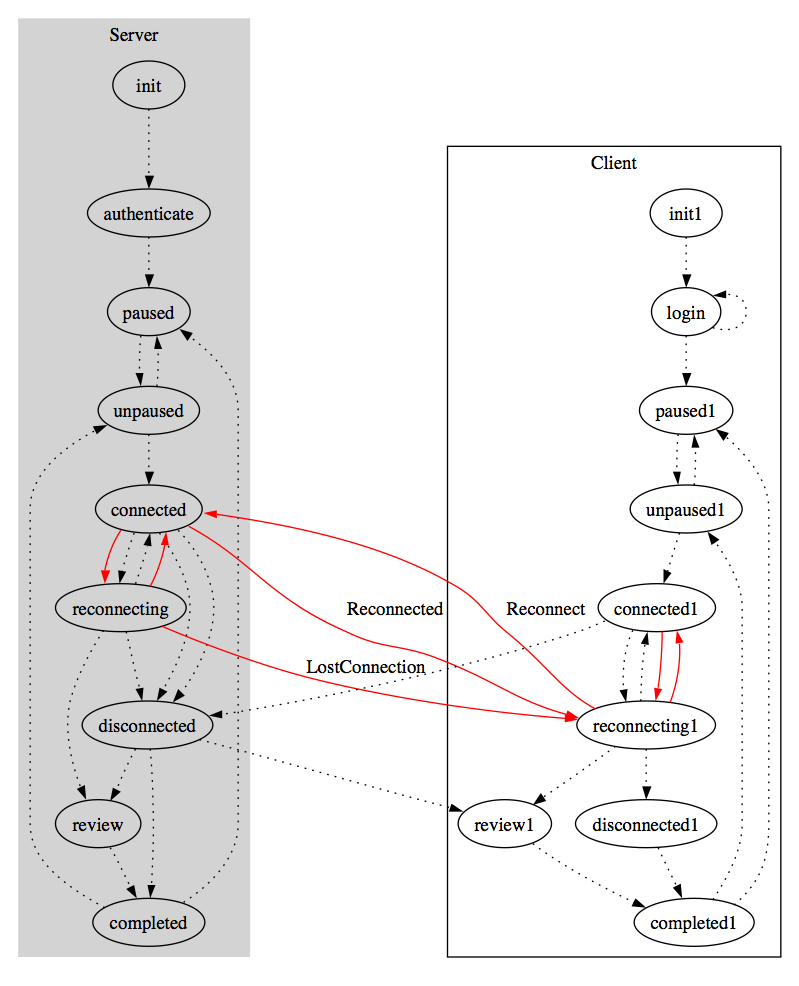 Server
init
authenticate
paused
unpaused
connected
reconnecting
disconnected
review
completed
Reconnected
Reconnect
LostConnection
Client
init1
login
paused1
unpaused1
connected1
reconnecting1
review1
disconnected1
completed1